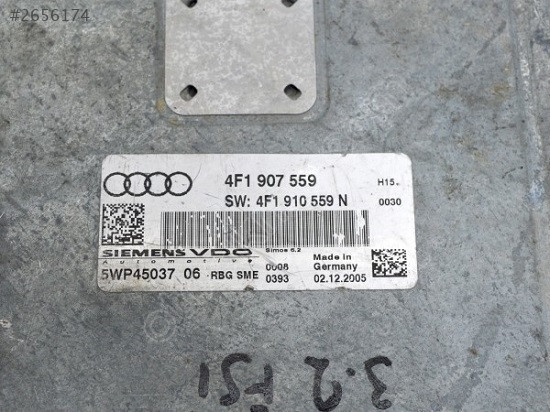 #2656174
4F1 907 559 H15
SW: 4F1 910 559 N 0030
SIEMENS VDO Simos 6.2
Automotive
5WP45037 06 RBG SME 0008 0393
Made in Germany
02.12.2005
3.2 FSI